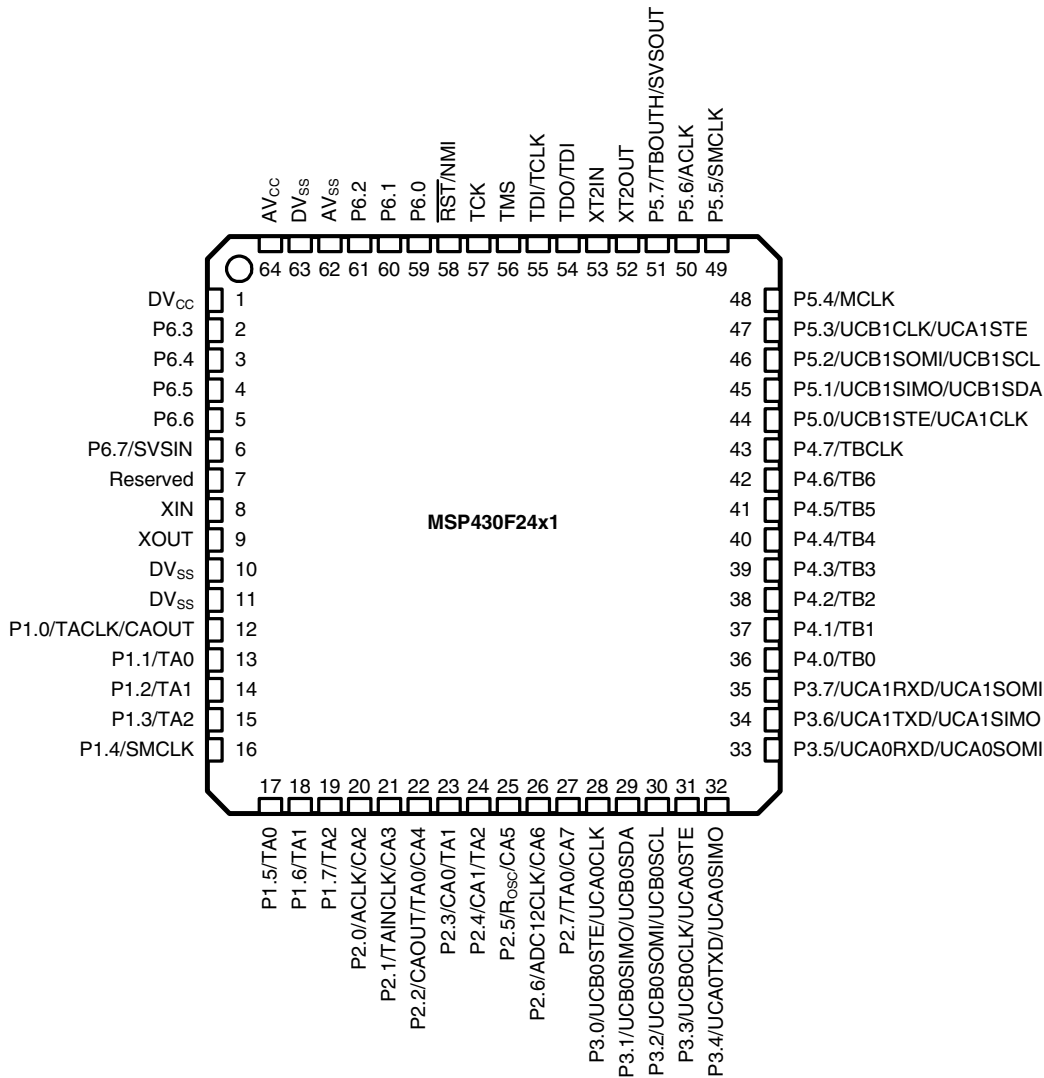 AVCC
DVSS
AVSS
P6.2
P6.1
P6.0
RST/NMI
TCK
TMS
TDI/TCLK
TDO/TDI
XT2IN
XT2OUT
P5.7/TBOUTH/SVSOUT
P5.6/ACLK
P5.5/SMCLK
64 63 62 61 60 59 58 57 56 55 54 53 52 51 50 49
DVCC 1
P6.3 2
P6.4 3
P6.5 4
P6.6 5
P6.7/SVSIN 6
Reserved 7
XIN 8
XOUT 9
DVSS 10
DVSS 11
P1.0/TACLK/CAOUT 12
P1.1/TA0 13
P1.2/TA1 14
P1.3/TA2 15
P1.4/SMCLK 16
MSP430F24x1
48 P5.4/MCLK
47 P5.3/UCB1CLK/UCA1STE
46 P5.2/UCB1SOMI/UCB1SCL
45 P5.1/UCB1SIMO/UCB1SDA
44 P5.0/UCB1STE/UCA1CLK
43 P4.7/TBCLK
42 P4.6/TB6
41 P4.5/TB5
40 P4.4/TB4
39 P4.3/TB3
38 P4.2/TB2
37 P4.1/TB1
36 P4.0/TB0
35 P3.7/UCA1RXD/UCA1SOMI
34 P3.6/UCA1TXD/UCA1SIMO
33 P3.5/UCA0RXD/UCA0SOMI
17 18 19 20 21 22 23 24 25 26 27 28 29 30 31 32
P1.5/TA0
P1.6/TA1
P1.7/TA2
P2.0/ACLK/CA2
P2.1/TAINCLK/CA3
P2.2/CAOUT/TA0/CA4
P2.3/CA0/TA1
P2.4/CA1/TA2
P2.5/ROSC/CA5
P2.6/ADC12CLK/CA6
P2.7/TA0/CA7
P3.0/UCB0STE/UCA0CLK
P3.1/UCB0SIMO/UCB0SDA
P3.2/UCB0SOMI/UCB0SCL
P3.3/UCB0CLK/UCA0STE
P3.4/UCA0TXD/UCA0SIMO